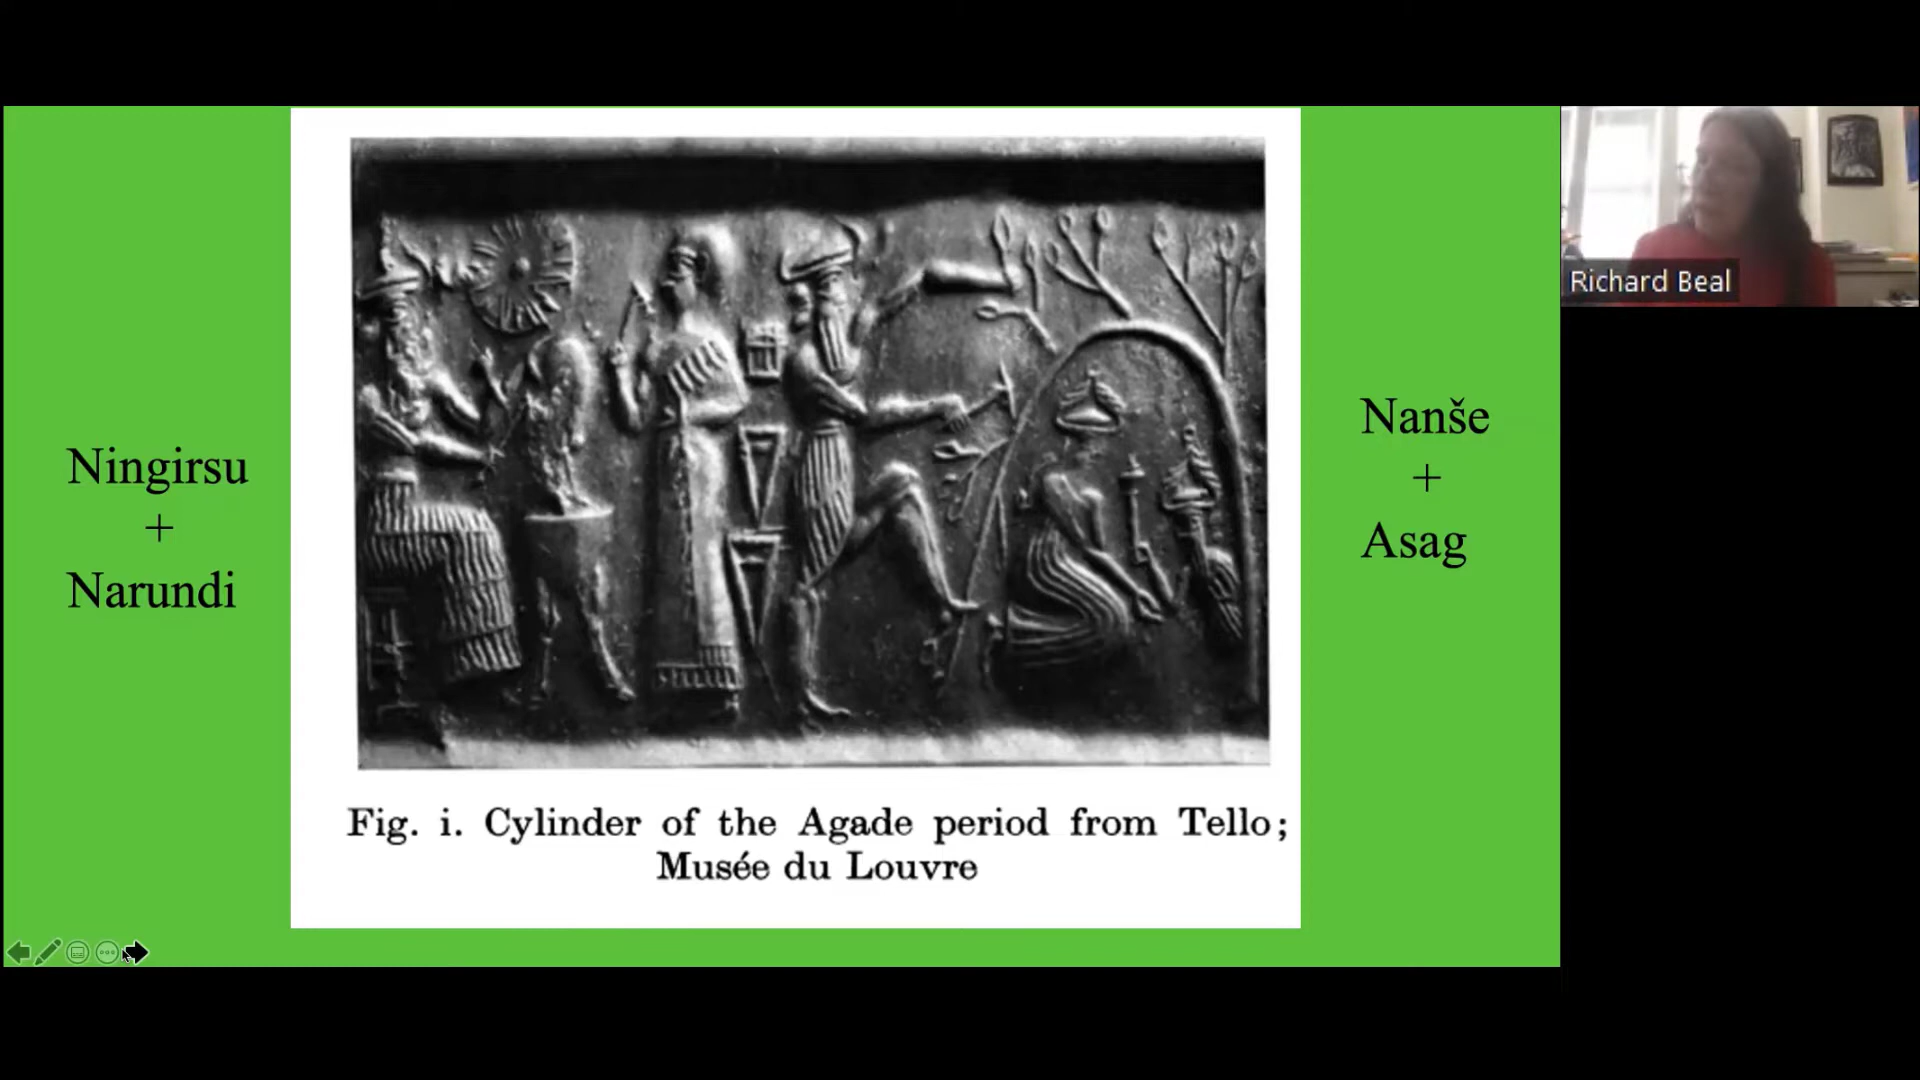 Ningirsu
+
Narundi
Fig. i. Cylinder of the Agade period from Tello;
Musée du Louvre
Nanše
+
Asag
Richard Beal